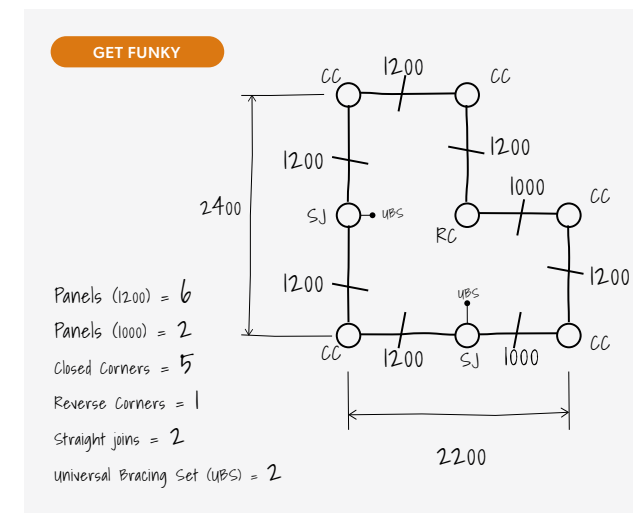 GET FUNKY
CC
1200
CC
1200
1200
1000
CC
2400
SJ
UBS
RC
1200
1200
UBS
Panels (1200) = 6
Panels (1000) = 2
CC
1200
SJ
1000
CC
Closed Corners = 5
Reverse Corners = 1
Straight joins = 2
2200
Universal Bracing Set (UBS) = 2